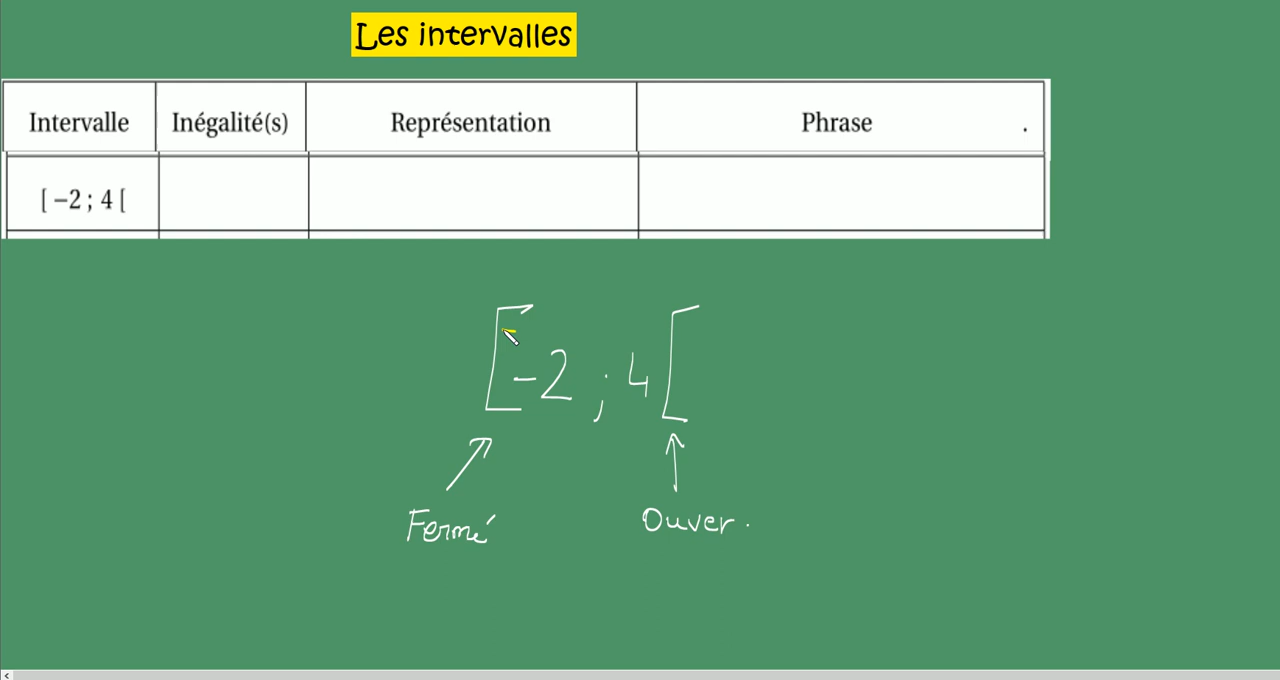 Les intervalles
Intervalle Inégalité(s) Représentation Phrase .
[ −2 ; 4 [
[ -2 ; 4 [
Fermé Ouver.